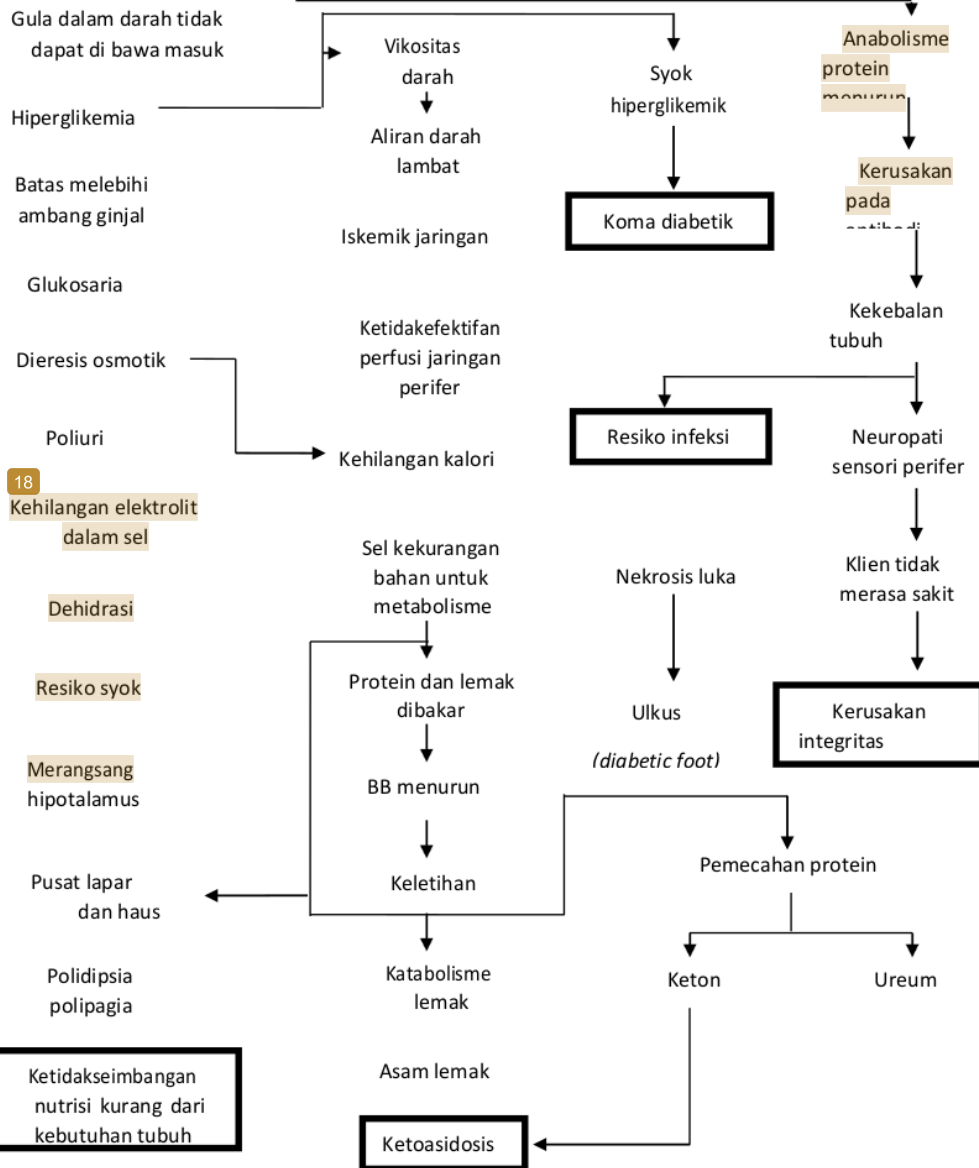 Gula dalam darah tidak
dapat di bawa masuk
Hiperglikemia
Batas melebihi
ambang ginjal
Glukosaria
Dieresis osmotik
Poliuri
18
Kehilangan elektrolit
dalam sel
Dehidrasi
Resiko syok
Merangsang
hipotalamus
Pusat lapar
dan haus
Polidipsia
polipagia
Ketidakseimbangan
nutrisi kurang dari
kebutuhan tubuh
Vikositas
darah
Aliran darah
lambat
Iskemik jaringan
Ketidakefektifan
perfusi jaringan
perifer
Kehilangan kalori
Sel kekurangan
bahan untuk
metabolisme
Protein dan lemak
dibakar
BB menurun
Keletihan
Katabolisme
lemak
Asam lemak
Ketoasidosis
Syok
hiperglikemik
Koma diabetik
Resiko infeksi
Nekrosis luka
Ulkus
(diabetic foot)
Pemecahan protein
Keton
Ureum
Anabolisme
protein
menurun
Kerusakan
pada
antibodi
Kekebalan
tubuh
Neuropati
sensori perifer
Klien tidak
merasa sakit
Kerusakan
integritas